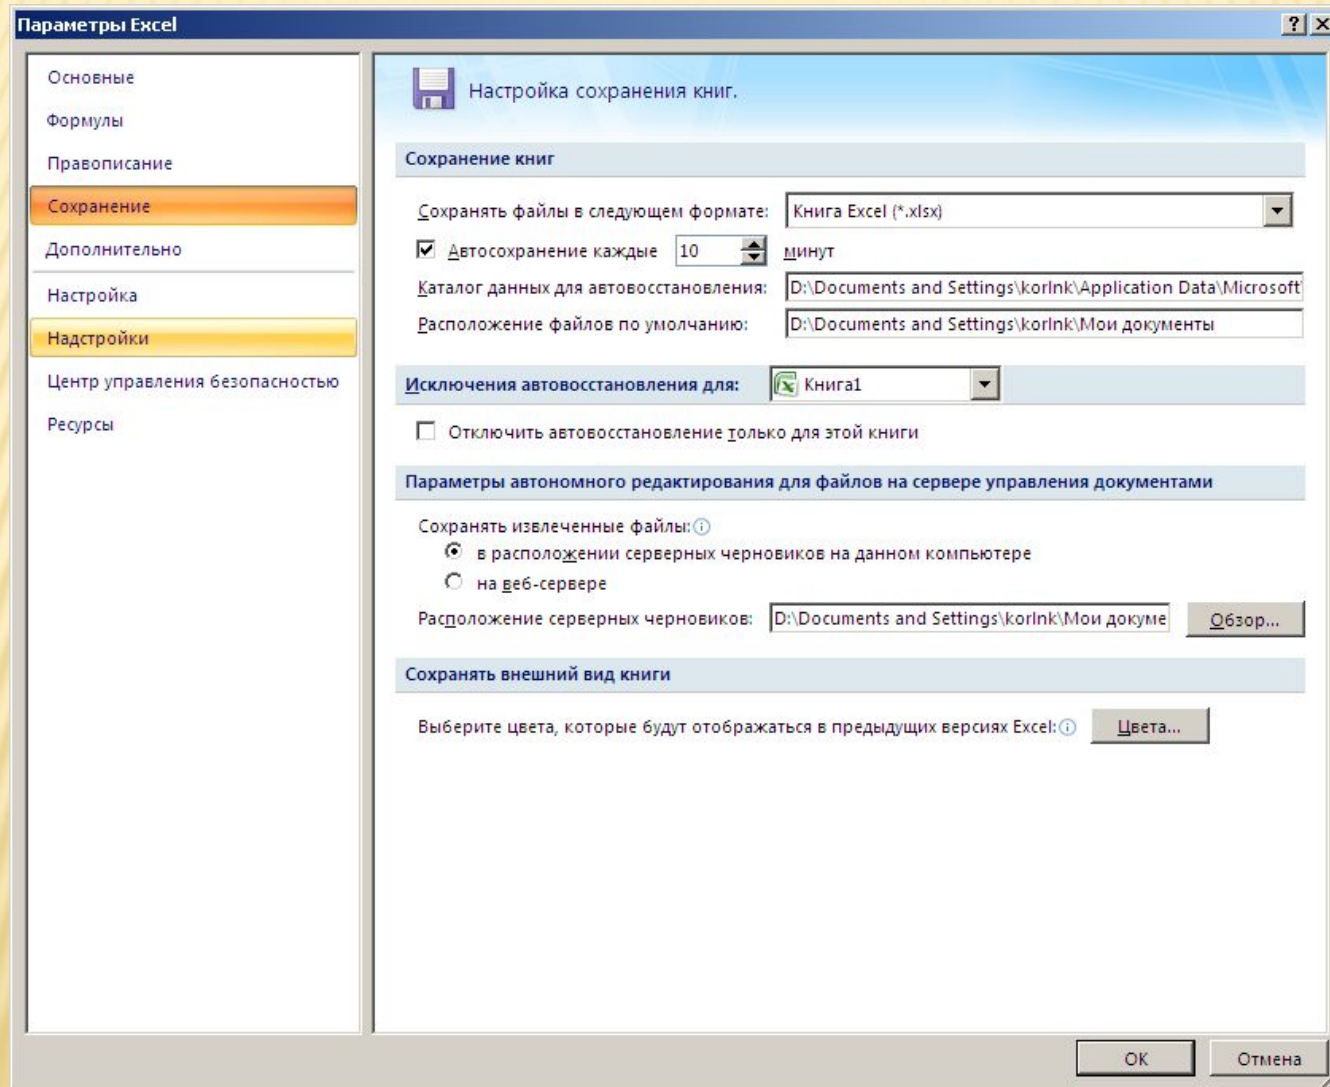 Параметры Excel
Основные
Формулы
Правописание
Сохранение
Дополнительно
Настройка
Надстройки
Центр управления безопасностью
Ресурсы
Настройка сохранения книг.
Сохранение книг
Сохранять файлы в следующем формате: Книга Excel (*.xlsx)
Автосохранение каждые 10 минут
Каталог данных для автовосстановления: D:\Documents and Settings\korlnk\Application Data\Microsoft\
Расположение файлов по умолчанию: D:\Documents and Settings\korlnk\Мои документы
Исключения автовосстановления для: Книга1
Отключить автовосстановление только для этой книги
Параметры автономного редактирования для файлов на сервере управления документами
Сохранять извлеченные файлы:
в расположении серверных черновиков на данном компьютере
на веб-сервере
Расположение серверных черновиков: D:\Documents and Settings\korlnk\Мои докуме Обзор...
Сохранять внешний вид книги
Выберите цвета, которые будут отображаться в предыдущих версиях Excel: Цвета...
ОК Отмена